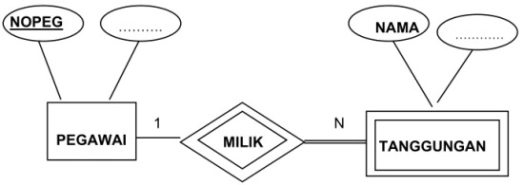 NOPEG
..........
NAMA
............
PEGAWAI
1
MILIK
N
TANGGUNGAN